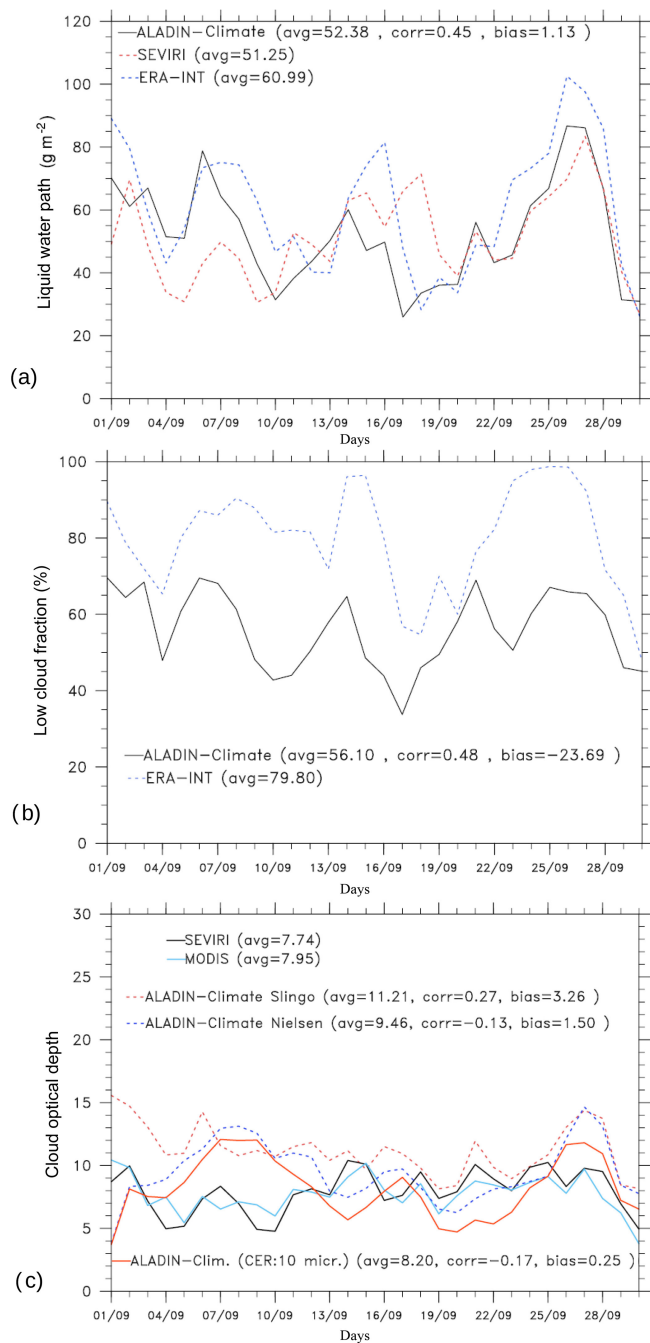 ALADIN-Climate (avg=52.38 , corr=0.45 , bias=1.13 )
SEVIRI (avg=51.25)
ERA-INT (avg=60.99)
120
100
80
60
40
20
0
Liquid water path (g m-2)
(a)
01/09 04/09 07/09 10/09 13/09 16/09 19/09 22/09 25/09 28/09
Days
100
80
60
40
20
0
Low cloud fraction (%)
ALADIN-Climate (avg=56.10 , corr=0.48 , bias=-23.69 )
ERA-INT (avg=79.80)
(b)
01/09 04/09 07/09 10/09 13/09 16/09 19/09 22/09 25/09 28/09
Days
30
25
20
15
10
5
0
Cloud optical depth
SEVIRI (avg=7.74)
MODIS (avg=7.95)
ALADIN-Climate Slingo (avg=11.21, corr=0.27, bias=3.26 )
ALADIN-Climate Nielsen (avg=9.46, corr=-0.13, bias=1.50 )
ALADIN-Clim. (CER:10 micr.) (avg=8.20, corr=-0.17, bias=0.25 )
(c)
01/09 04/09 07/09 10/09 13/09 16/09 19/09 22/09 25/09 28/09
Days